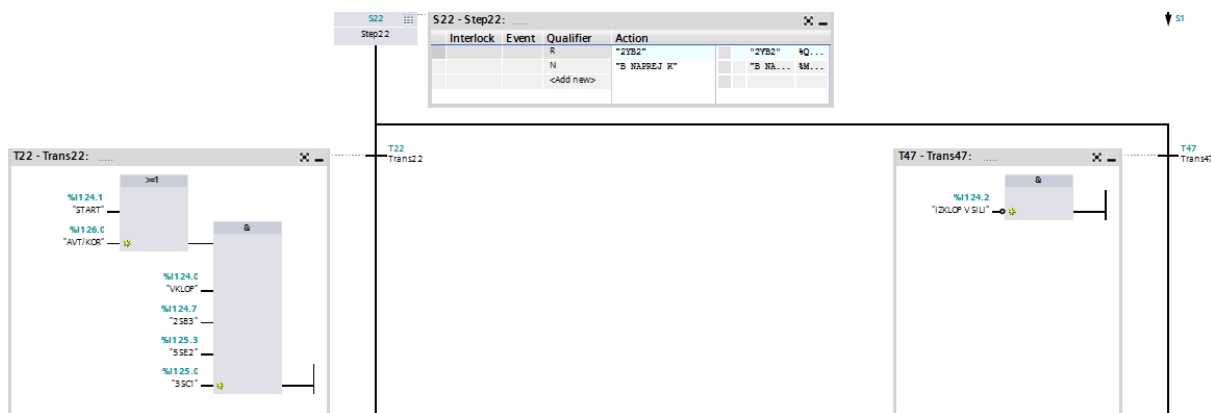 S22
Step22
S22 - Step22: .....
Interlock Event Qualifier Action
R "2YB2" "2YB2" %Q...
N "B NAPREJ K" "B NA... %M...
<Add new>
S1
T22 - Trans22: .....
T22
Trans22
>=1
%I124.1
"START"
%I126.0
"AVT/KOR"
&
%I124.0
"VKLOP"
%I124.7
"2SB3"
%I125.3
"5SE2"
%I125.0
"3SC1"
T47 - Trans47: .....
T47
Trans47
&
%I124.2
"IZKLOP V SILI"